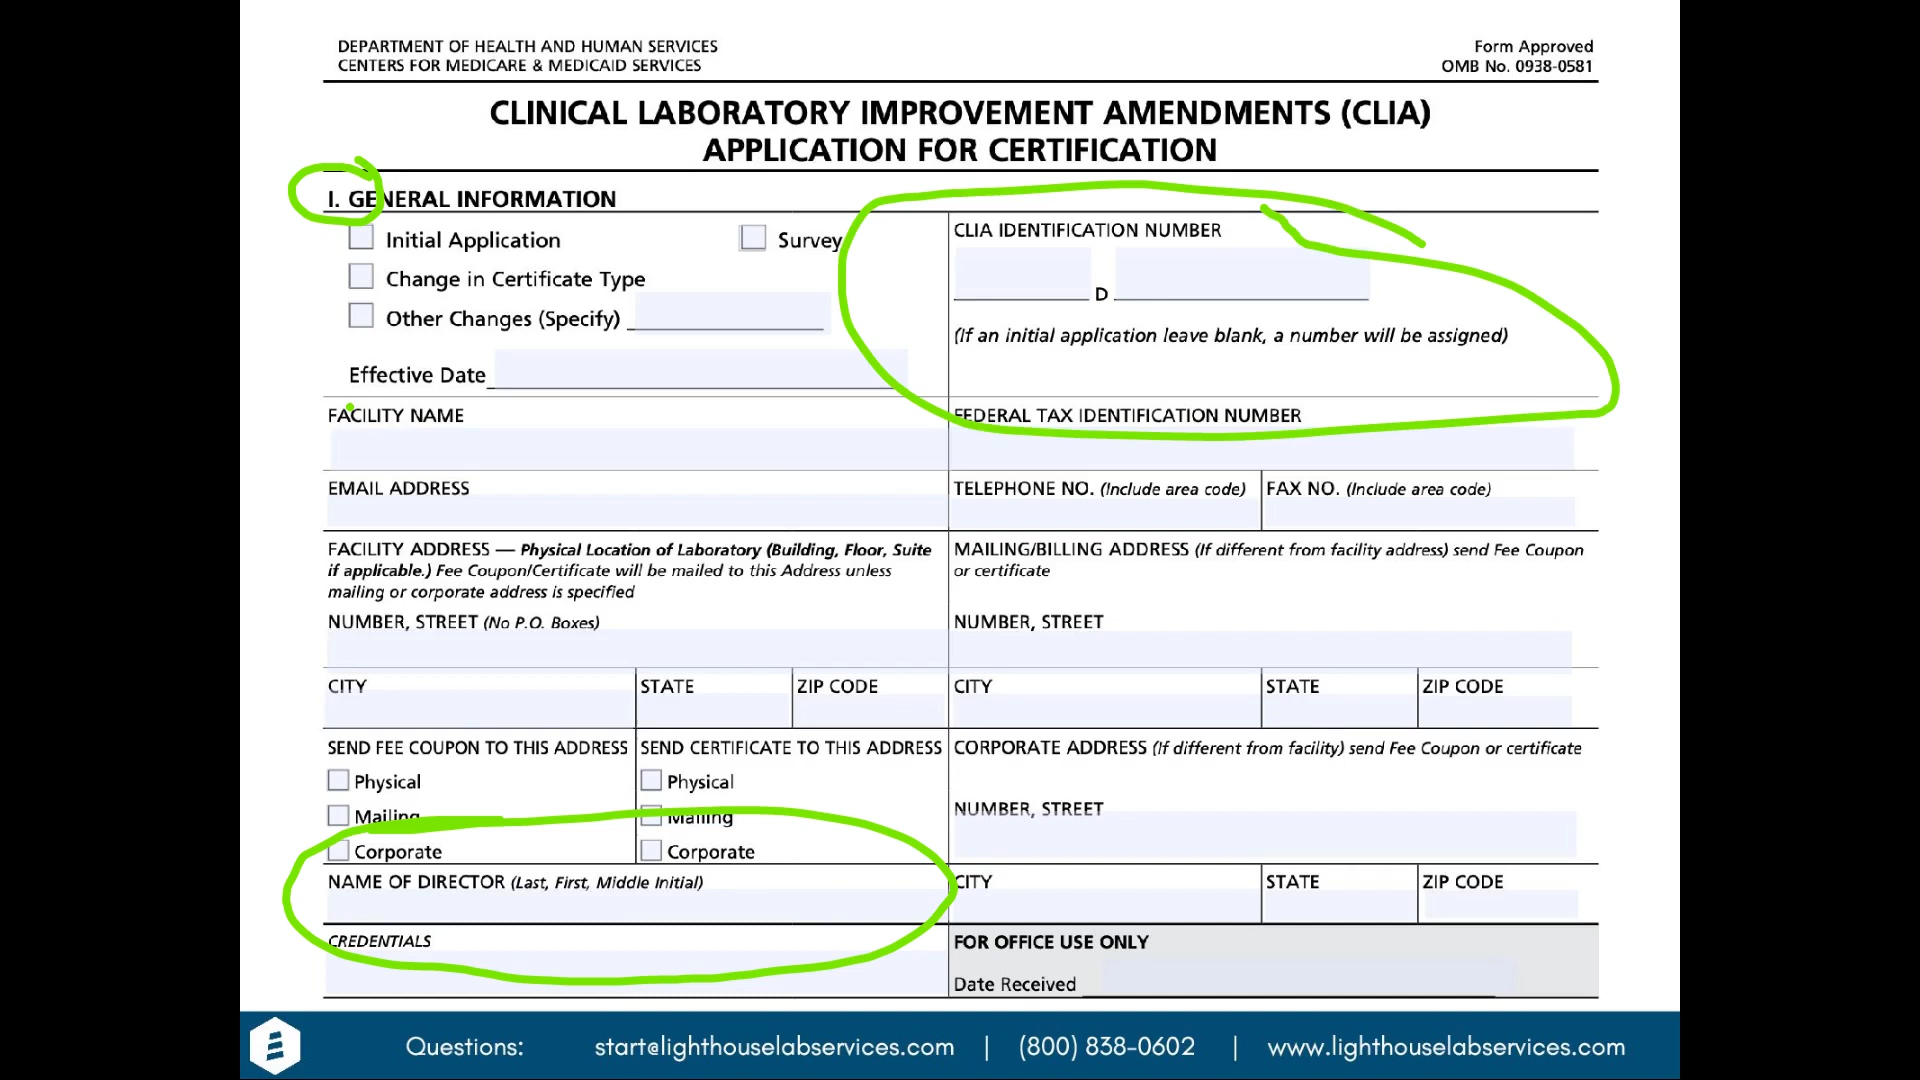 DEPARTMENT OF HEALTH AND HUMAN SERVICES
CENTERS FOR MEDICARE & MEDICAID SERVICES
Form Approved
OMB No. 0938-0581
CLINICAL LABORATORY IMPROVEMENT AMENDMENTS (CLIA)
APPLICATION FOR CERTIFICATION
I. GENERAL INFORMATION
Initial Application
Survey
Change in Certificate Type
Other Changes (Specify)
Effective Date
CLIA IDENTIFICATION NUMBER
D
(If an initial application leave blank, a number will be assigned)
FACILITY NAME
FEDERAL TAX IDENTIFICATION NUMBER
EMAIL ADDRESS
TELEPHONE NO. (Include area code)
FAX NO. (Include area code)
FACILITY ADDRESS — Physical Location of Laboratory (Building, Floor, Suite
if applicable.) Fee Coupon/Certificate will be mailed to this Address unless
mailing or corporate address is specified
MAILING/BILLING ADDRESS (If different from facility address) send Fee Coupon
or certificate
NUMBER, STREET (No P.O. Boxes)
NUMBER, STREET
CITY
STATE
ZIP CODE
CITY
STATE
ZIP CODE
SEND FEE COUPON TO THIS ADDRESS
Physical
Mailing
Corporate
SEND CERTIFICATE TO THIS ADDRESS
Physical
Mailing
Corporate
CORPORATE ADDRESS (If different from facility) send Fee Coupon or certificate
NUMBER, STREET
NAME OF DIRECTOR (Last, First, Middle Initial)
CITY
STATE
ZIP CODE
CREDENTIALS
FOR OFFICE USE ONLY
Date Received
Questions: start@lighthouselabservices.com | (800) 838-0602 | www.lighthouselabservices.com